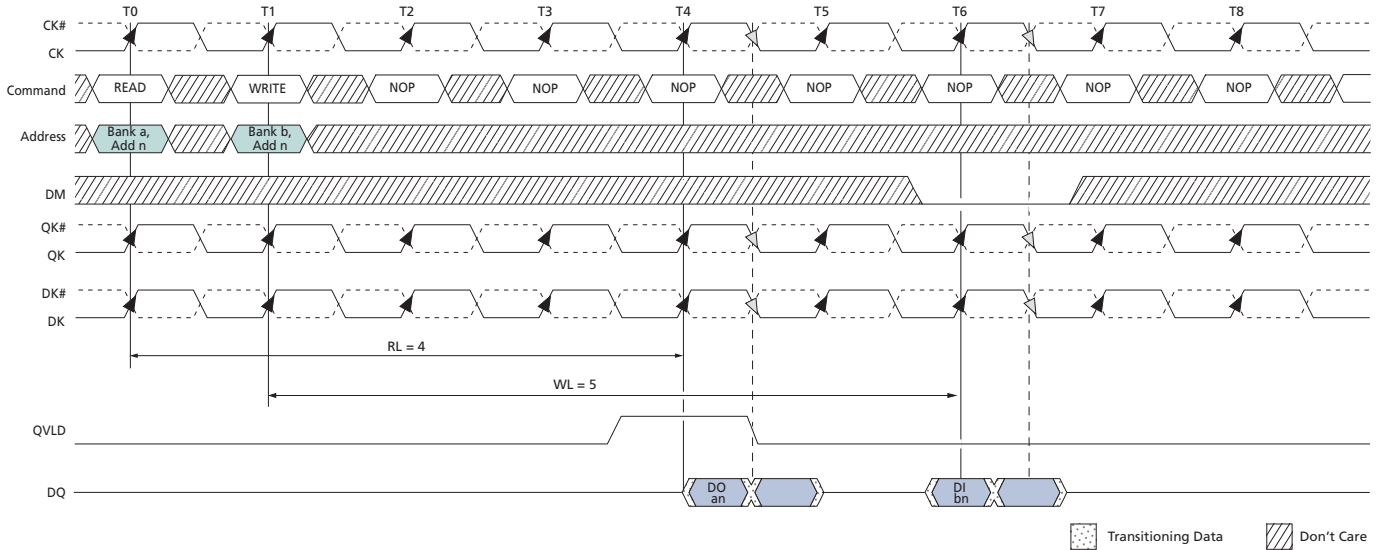 T0 T1 T2 T3 T4 T5 T6 T7 T8
CK#
CK
Command READ WRITE NOP NOP NOP NOP NOP NOP NOP
Address Bank a, Add n Bank b, Add n
DM
QK#
QK
DK#
DK
RL = 4
WL = 5
QVLD
DQ DO an DI bn
Transitioning Data Don't Care